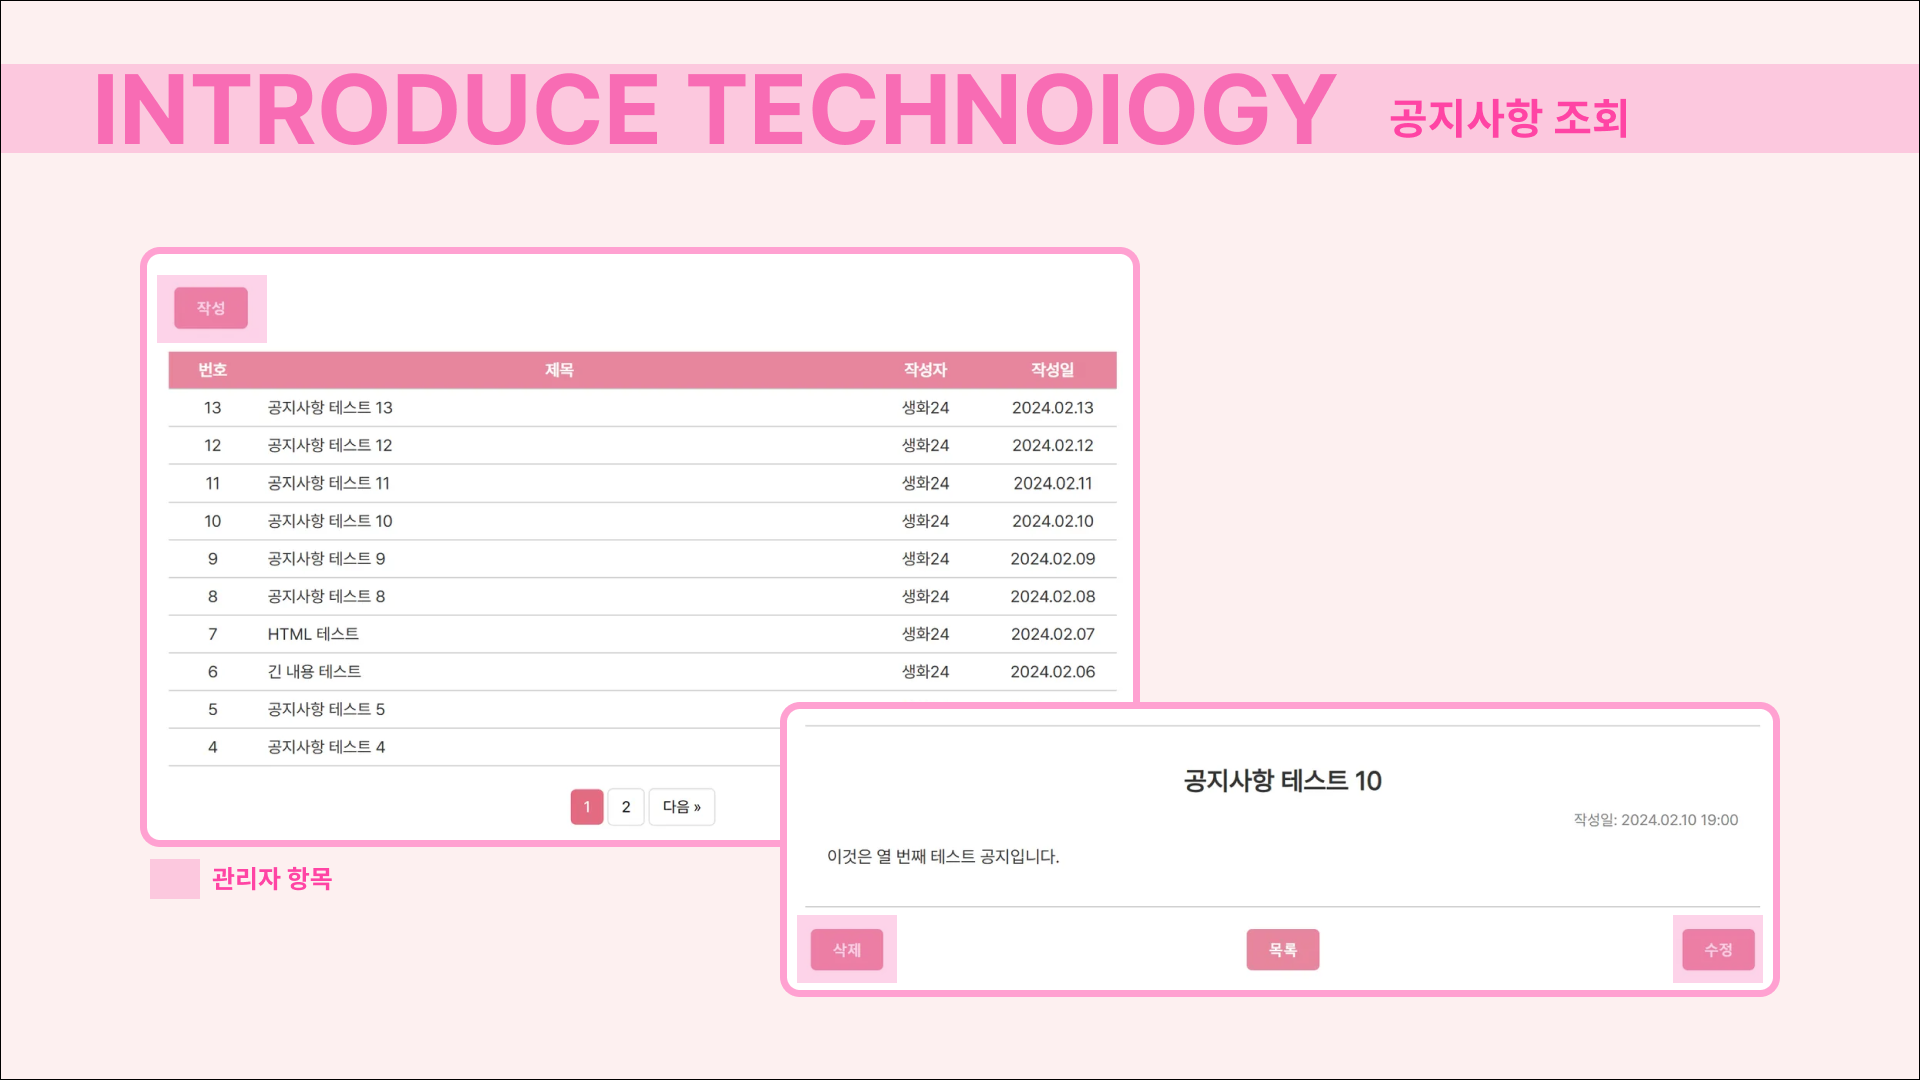 INTRODUCE TECHNOIOGY 공지사항 조회
작성
번호 제목 작성자 작성일
13 공지사항 테스트 13 생화24 2024.02.13
12 공지사항 테스트 12 생화24 2024.02.12
11 공지사항 테스트 11 생화24 2024.02.11
10 공지사항 테스트 10 생화24 2024.02.10
9 공지사항 테스트 9 생화24 2024.02.09
8 공지사항 테스트 8 생화24 2024.02.08
7 HTML 테스트 생화24 2024.02.07
6 긴 내용 테스트 생화24 2024.02.06
5 공지사항 테스트 5
4 공지사항 테스트 4
1 2 다음 »
관리자 항목
공지사항 테스트 10
작성일: 2024.02.10 19:00
이것은 열 번째 테스트 공지입니다.
삭제 목록 수정